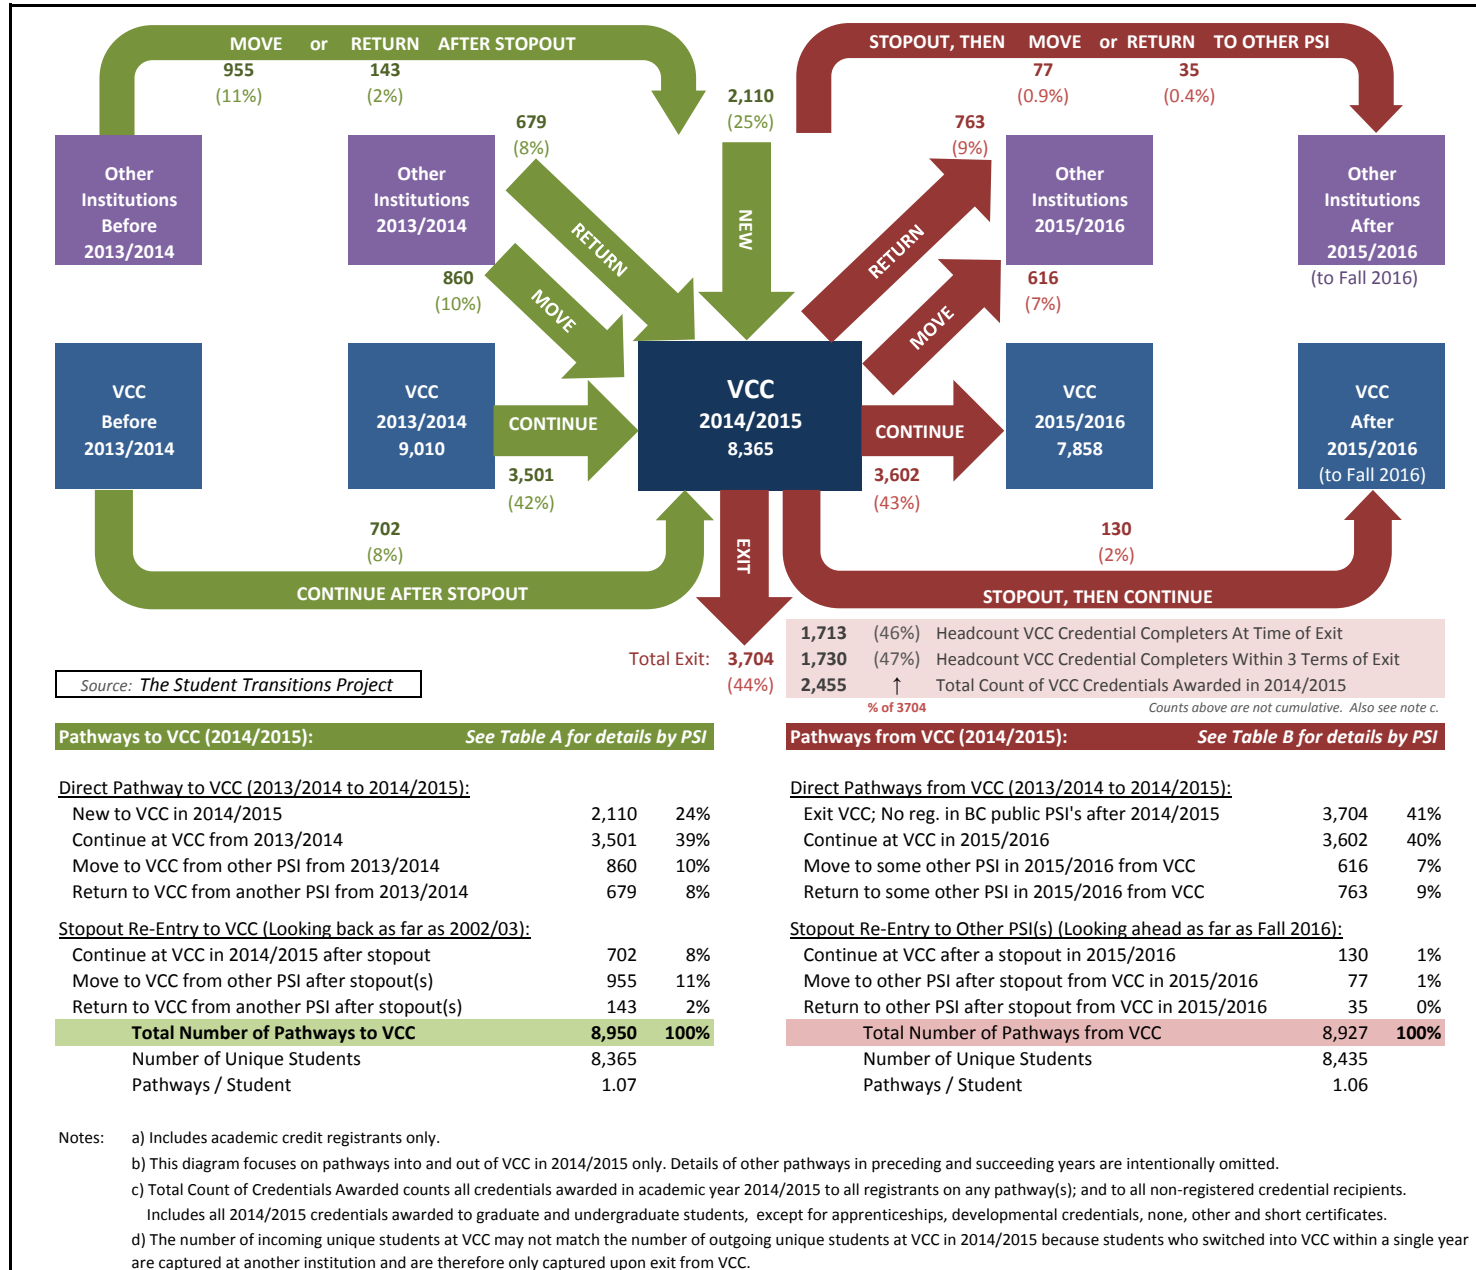 MOVE or RETURN AFTER STOPOUT
955 143
(11%) (2%)
STOPOUT, THEN MOVE or RETURN TO OTHER PSI
77 35
(0.9%) (0.4%)
2,110
(25%)
NEW
679
(8%)
RETURN
763
(9%)
RETURN
Other
Institutions
Before
2013/2014
Other
Institutions
2013/2014
Other
Institutions
2015/2016
Other
Institutions
After
2015/2016
(to Fall 2016)
860
(10%)
MOVE
616
(7%)
MOVE
VCC
Before
2013/2014
VCC
2013/2014
9,010
CONTINUE
3,501
(42%)
VCC
2014/2015
8,365
CONTINUE
3,602
(43%)
VCC
2015/2016
7,858
VCC
After
2015/2016
(to Fall 2016)
702
(8%)
CONTINUE AFTER STOPOUT
EXIT
130
(2%)
STOPOUT, THEN CONTINUE
Total Exit: 3,704
(44%)
1,713 (46%) Headcount VCC Credential Completers At Time of Exit
1,730 (47%) Headcount VCC Credential Completers Within 3 Terms of Exit
2,455 ↑ Total Count of VCC Credentials Awarded in 2014/2015
% of 3704 Counts above are not cumulative. Also see note c.
Source: The Student Transitions Project
Pathways to VCC (2014/2015): See Table A for details by PSI
Direct Pathway to VCC (2013/2014 to 2014/2015):
New to VCC in 2014/2015 2,110 24%
Continue at VCC from 2013/2014 3,501 39%
Move to VCC from other PSI from 2013/2014 860 10%
Return to VCC from another PSI from 2013/2014 679 8%
Stopout Re-Entry to VCC (Looking back as far as 2002/03):
Continue at VCC in 2014/2015 after stopout 702 8%
Move to VCC from other PSI after stopout(s) 955 11%
Return to VCC from another PSI after stopout(s) 143 2%
Total Number of Pathways to VCC 8,950 100%
Number of Unique Students 8,365
Pathways / Student 1.07
Pathways from VCC (2014/2015): See Table B for details by PSI
Direct Pathways from VCC (2013/2014 to 2014/2015):
Exit VCC; No reg. in BC public PSI's after 2014/2015 3,704 41%
Continue at VCC in 2015/2016 3,602 40%
Move to some other PSI in 2015/2016 from VCC 616 7%
Return to some other PSI in 2015/2016 from VCC 763 9%
Stopout Re-Entry to Other PSI(s) (Looking ahead as far as Fall 2016):
Continue at VCC after a stopout in 2015/2016 130 1%
Move to other PSI after stopout from VCC in 2015/2016 77 1%
Return to other PSI after stopout from VCC in 2015/2016 35 0%
Total Number of Pathways from VCC 8,927 100%
Number of Unique Students 8,435
Pathways / Student 1.06
Notes: a) Includes academic credit registrants only.
b) This diagram focuses on pathways into and out of VCC in 2014/2015 only. Details of other pathways in preceding and succeeding years are intentionally omitted.
c) Total Count of Credentials Awarded counts all credentials awarded in academic year 2014/2015 to all registrants on any pathway(s); and to all non-registered credential recipients.
Includes all 2014/2015 credentials awarded to graduate and undergraduate students, except for apprenticeships, developmental credentials, none, other and short certificates.
d) The number of incoming unique students at VCC may not match the number of outgoing unique students at VCC in 2014/2015 because students who switched into VCC within a single year
are captured at another institution and are therefore only captured upon exit from VCC.